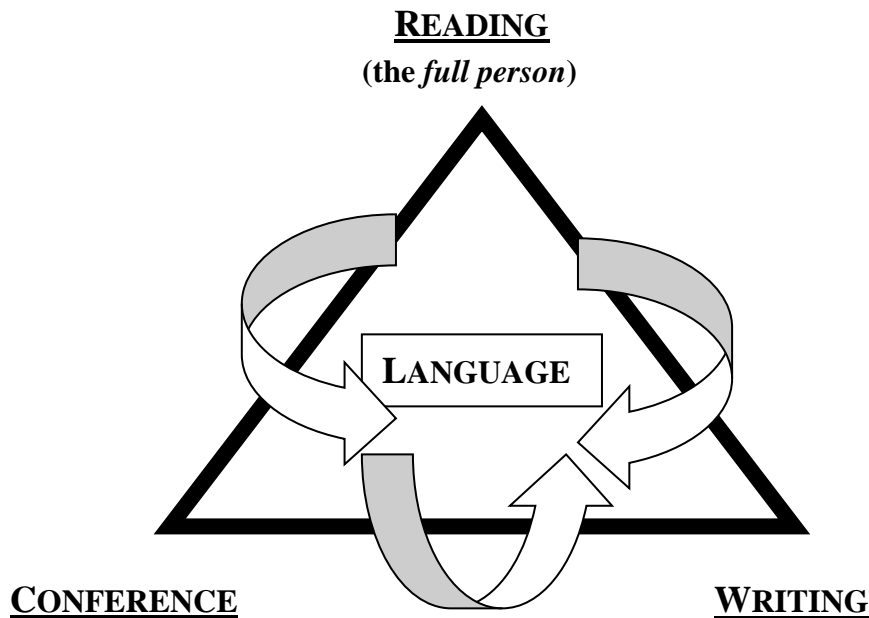 READING
(the full person)
LANGUAGE
CONFERENCE
WRITING